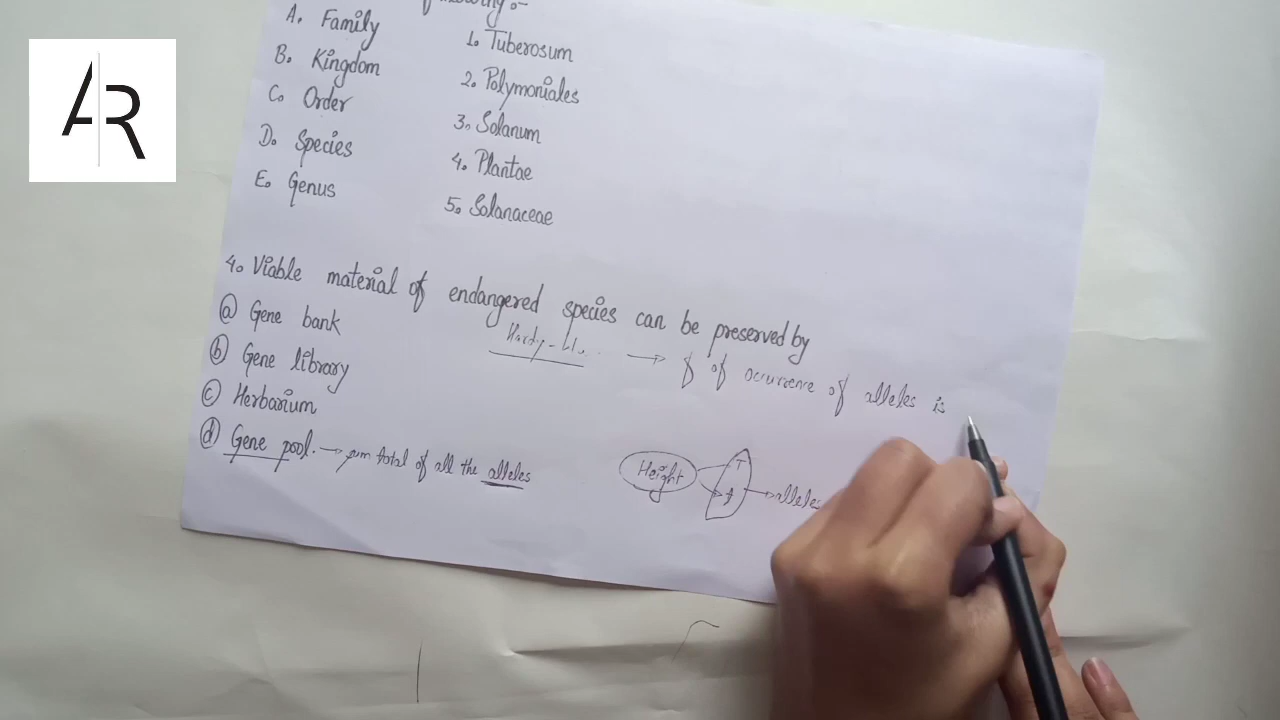 AR
following :-
A. Family
1. Tuberosum
B. Kingdom
2. Polymoniales
C. Order
3. Solanum
D. Species
4. Plantae
E. Genus
5. Solanaceae
4. Viable material of endangered species can be preserved by
(a) Gene bank
Hardy - → f of occurrence of alleles is
(b) Gene library
(c) Herbarium
(d) Gene pool. → sum total of all the alleles
Height T t → alleles